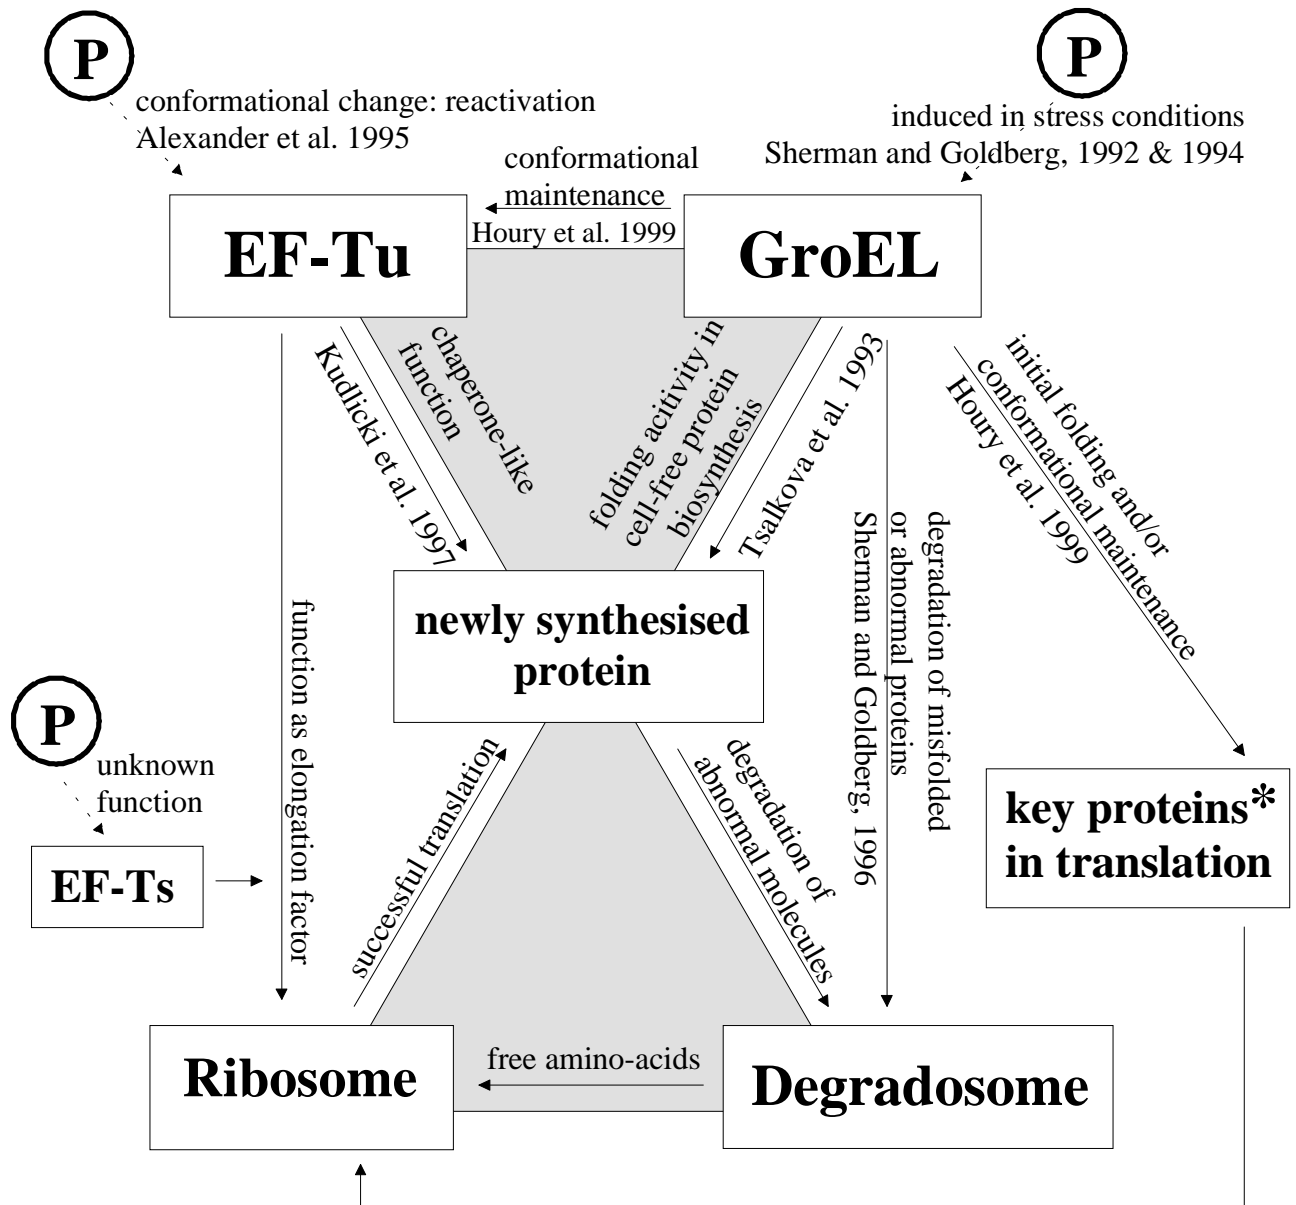 P
P
conformational change: reactivation
Alexander et al. 1995
induced in stress conditions
Sherman and Goldberg, 1992 & 1994
conformational
maintenance
Houry et al. 1999
EF-Tu
GroEL
Kudlicki et al. 1997
chaperone-like
function
folding acitivity in
cell-free protein
biosynthesis
Tsalkova et al. 1993
initial folding and/or
conformational maintenance
Houry et al. 1999
degradation of misfolded
or abnormal proteins
Sherman and Goldberg, 1996
newly synthesised
protein
function as elongation factor
P
unknown
function
EF-Ts
successful translation
degradation of
abnormal molecules
key proteins*
in translation
Ribosome
free amino-acids
Degradosome